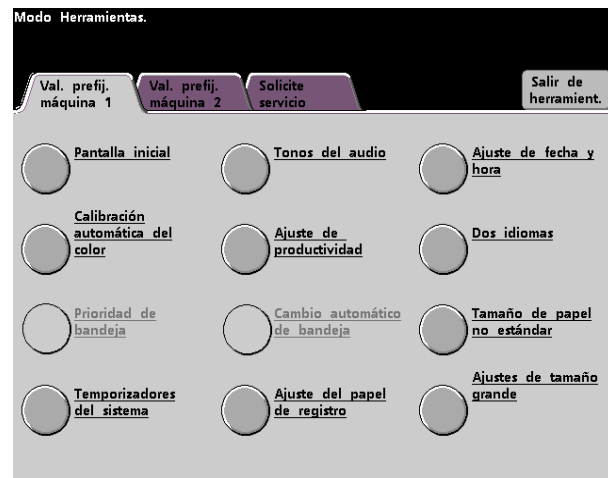 Modo Herramientas.
Val. prefij.
máquina 1
Val. prefij.
máquina 2
Solicite
servicio
Salir de
herramient.
Pantalla inicial
Tonos del audio
Ajuste de fecha y
hora
Calibración
automática del
color
Ajuste de
productividad
Dos idiomas
Prioridad de
bandeja
Cambio automático
de bandeja
Tamaño de papel
no estándar
Temporizadores
del sistema
Ajuste del papel
de registro
Ajustes de tamaño
grande